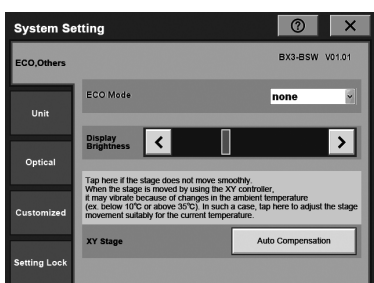 System Setting
ECO,Others
BX3-BSW V01.01
ECO Mode
none
Unit
Display
Brightness
Optical
Tap here if the stage does not move smoothly.
When the stage is moved by using the XY controller,
it may vibrate because of changes in the ambient temperature
(ex. below 10℃ or above 35℃). In such a case, tap here to adjust the stage
movement suitably for the current temperature.
Customized
XY Stage
Auto Compensation
Setting Lock